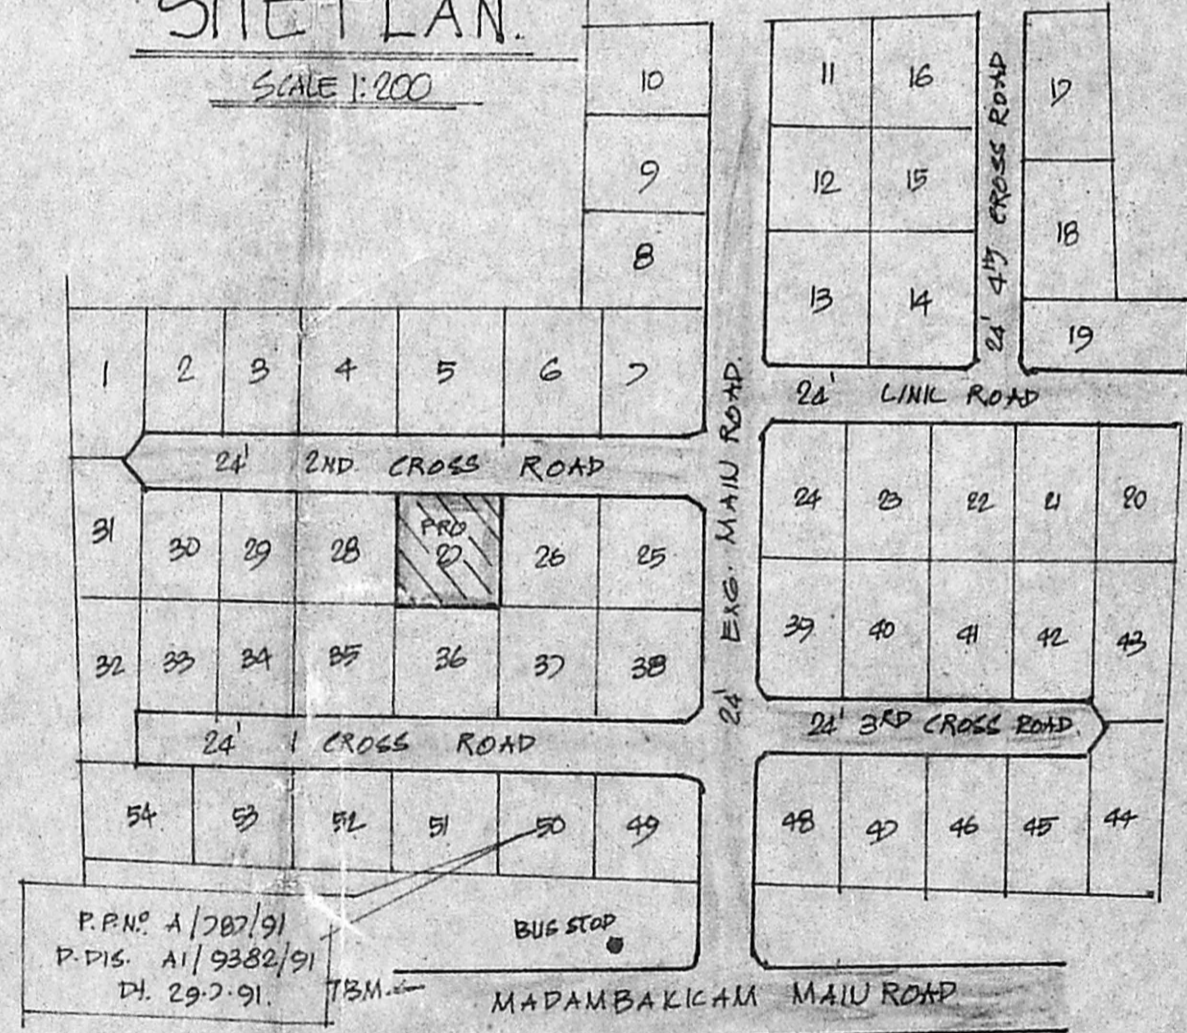 SITE PLAN.
SCALE 1:200
10
9
8
11 16
12 15
13 14
17
18
19
24' 4TH CROSS ROAD
24' LINK ROAD
1 2 3 4 5 6 7
24' 2ND CROSS ROAD
24' EXG. MAIN ROAD.
31 30 29 28 PRO 27 26 25
32 33 34 35 36 37 38
24 23 22 21 20
39 40 41 42 43
24' 1 CROSS ROAD
24' 3RD CROSS ROAD.
54 53 52 51 50 49
48 47 46 45 44
P.P.No. A/787/91
D.DIS. A1/9382/91
Dt. 29.7.91.
BUS STOP
T.B.M.
MADAMBAKKAM MAIN ROAD